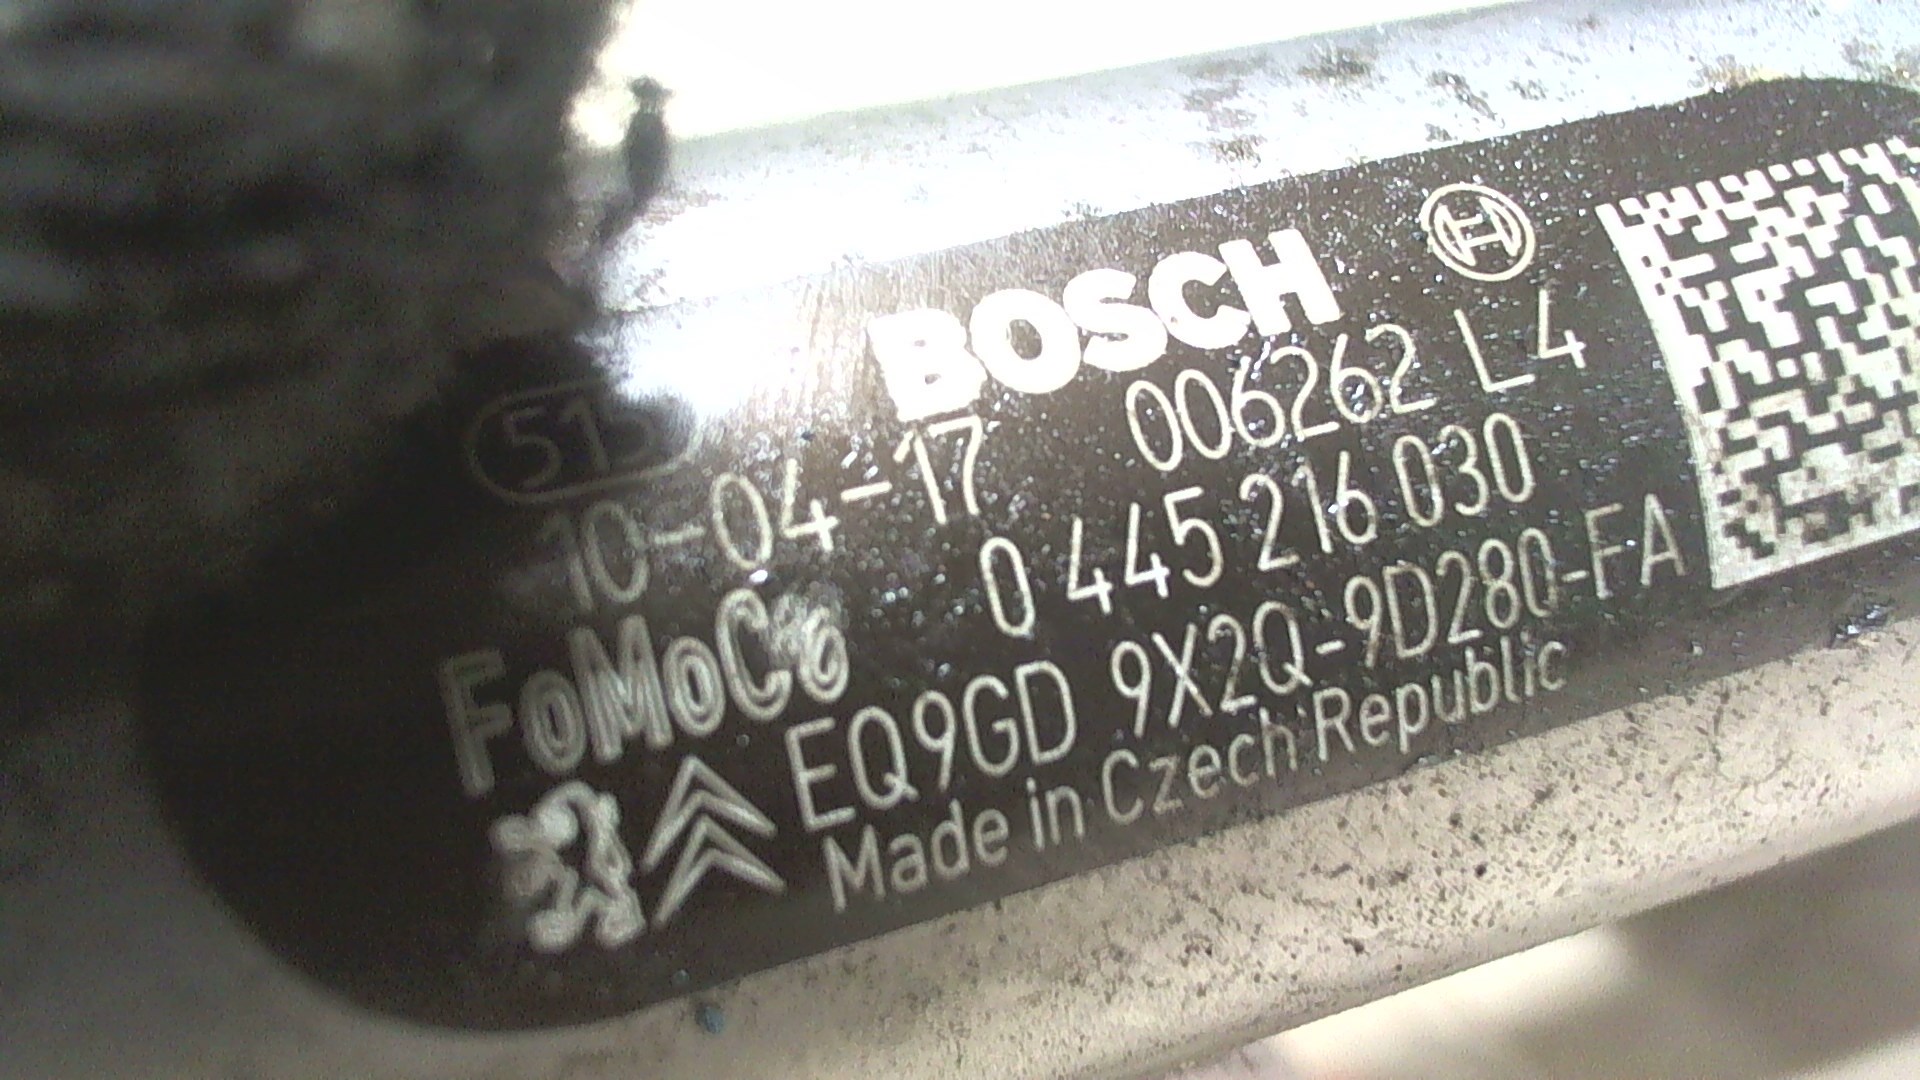 BOSCH
513
10-04-17 006262 L4
0 445 216 030
FoMoCo
EQ9GD 9X2Q-9D280-FA
Made in Czech Republic